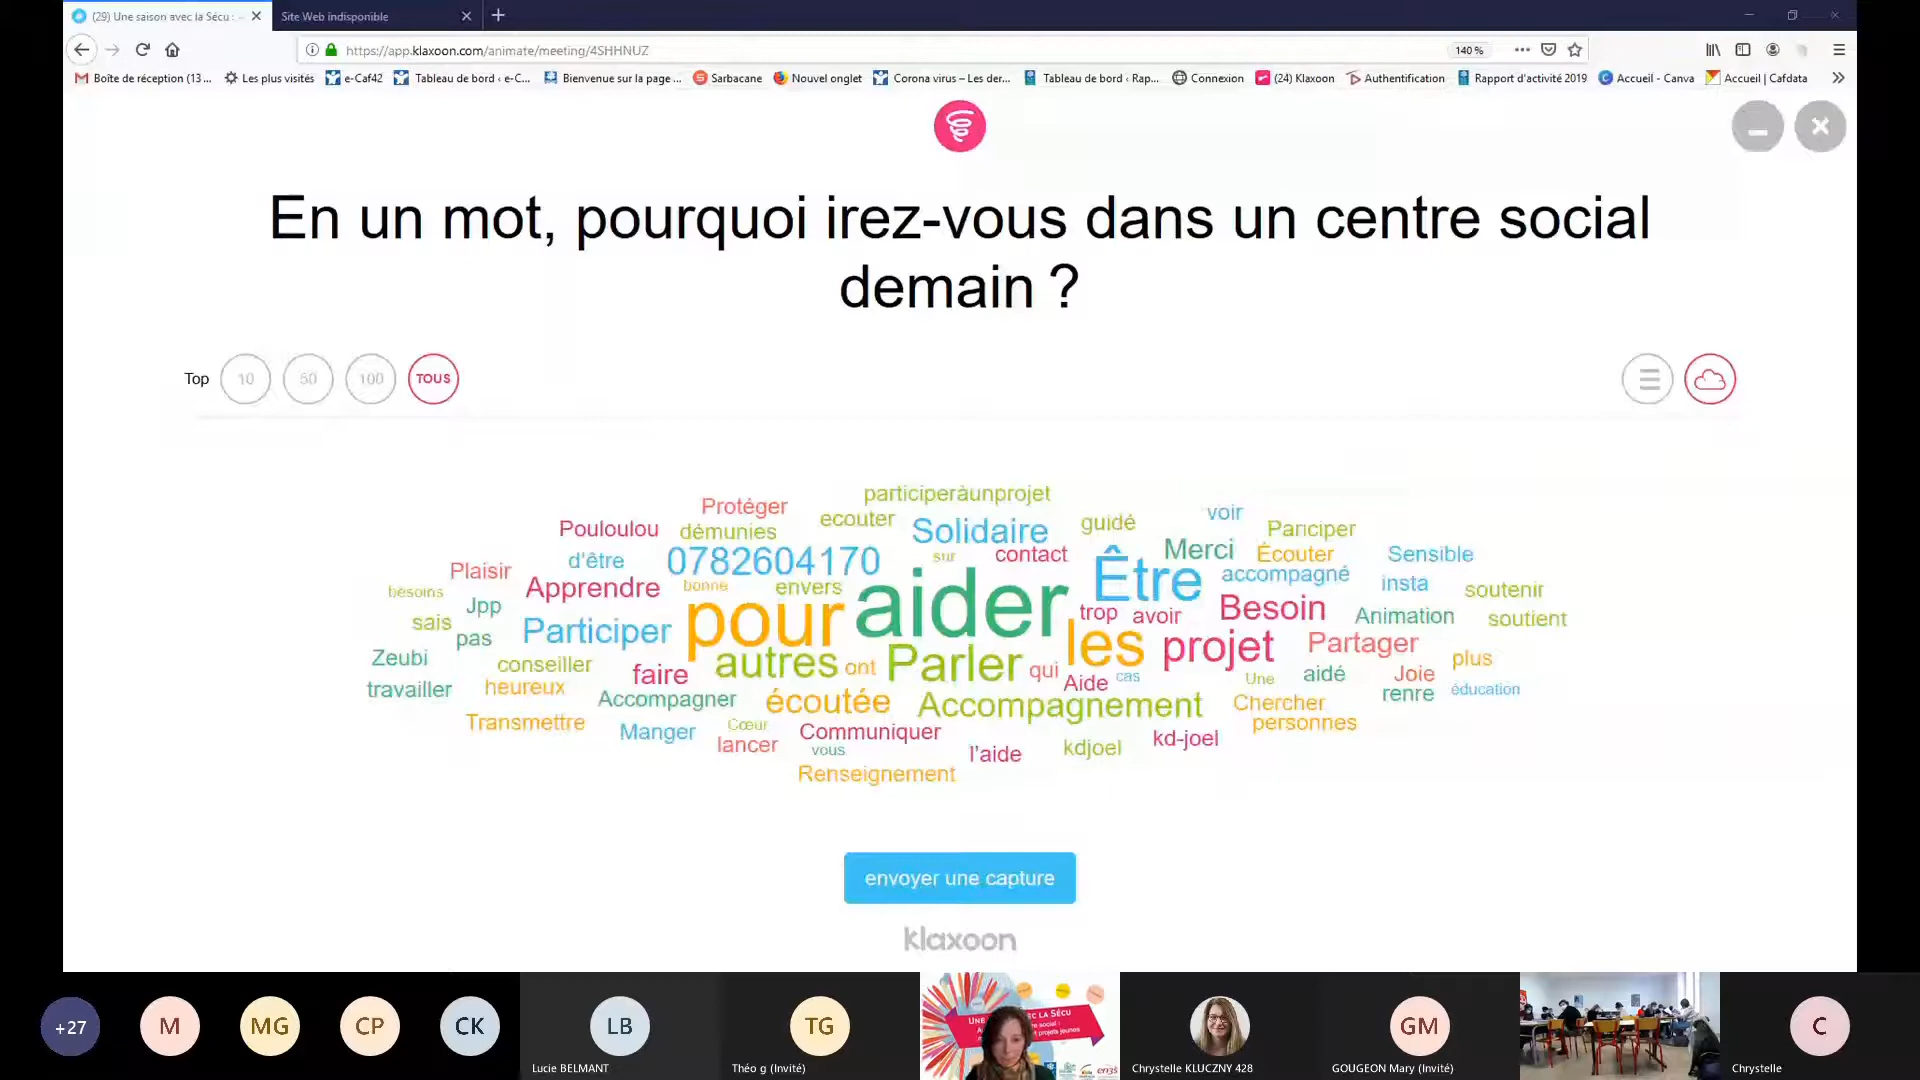 (29) Une saison avec la Sécu : -
Site Web indisponible
https://app.klaxoon.com/animate/meeting/4SHHNUZ
140 %
Boîte de réception (13 ...
Les plus visités
e-Caf42
Tableau de bord ‹ e-C...
Bienvenue sur la page ...
Sarbacane
Nouvel onglet
Corona virus – Les der...
Tableau de bord ‹ Rap...
Connexion
(24) Klaxoon
Authentification
Rapport d'activité 2019
Accueil - Canva
Accueil | Cafdata
En un mot, pourquoi irez-vous dans un centre social
demain ?
Top 10 50 100 TOUS
participeràunprojet
Protéger
ecouter
voir
Pouloulou
démunies
Solidaire
guidé
Participer
d'être
0782604170
sur
contact
Merci
Écouter
Sensible
Plaisir
Être
accompagné
insta
besoins
Apprendre
bonne
envers
aider
soutenir
Jpp
trop
avoir
Besoin
Animation
soutient
sais
pas
Participer
pour
les
projet
Partager
Zeubi
conseiller
autres
ont
Parler
qui
plus
travailler
heureux
faire
Aide
cas
Une
aidé
Joie
Accompagner
écoutée
Accompagnement
Chercher
renre
éducation
Transmettre
Manger
Cœur
Communiquer
personnes
lancer
vous
l'aide
kdjoel
kd-joel
Renseignement
envoyer une capture
klaxoon
+27
M
MG
CP
CK
LB
TG
GM
C
Lucie BELMANT
Théo g (Invité)
Chrystelle KLUCZNY 428
GOUGEON Mary (Invité)
Chrystelle